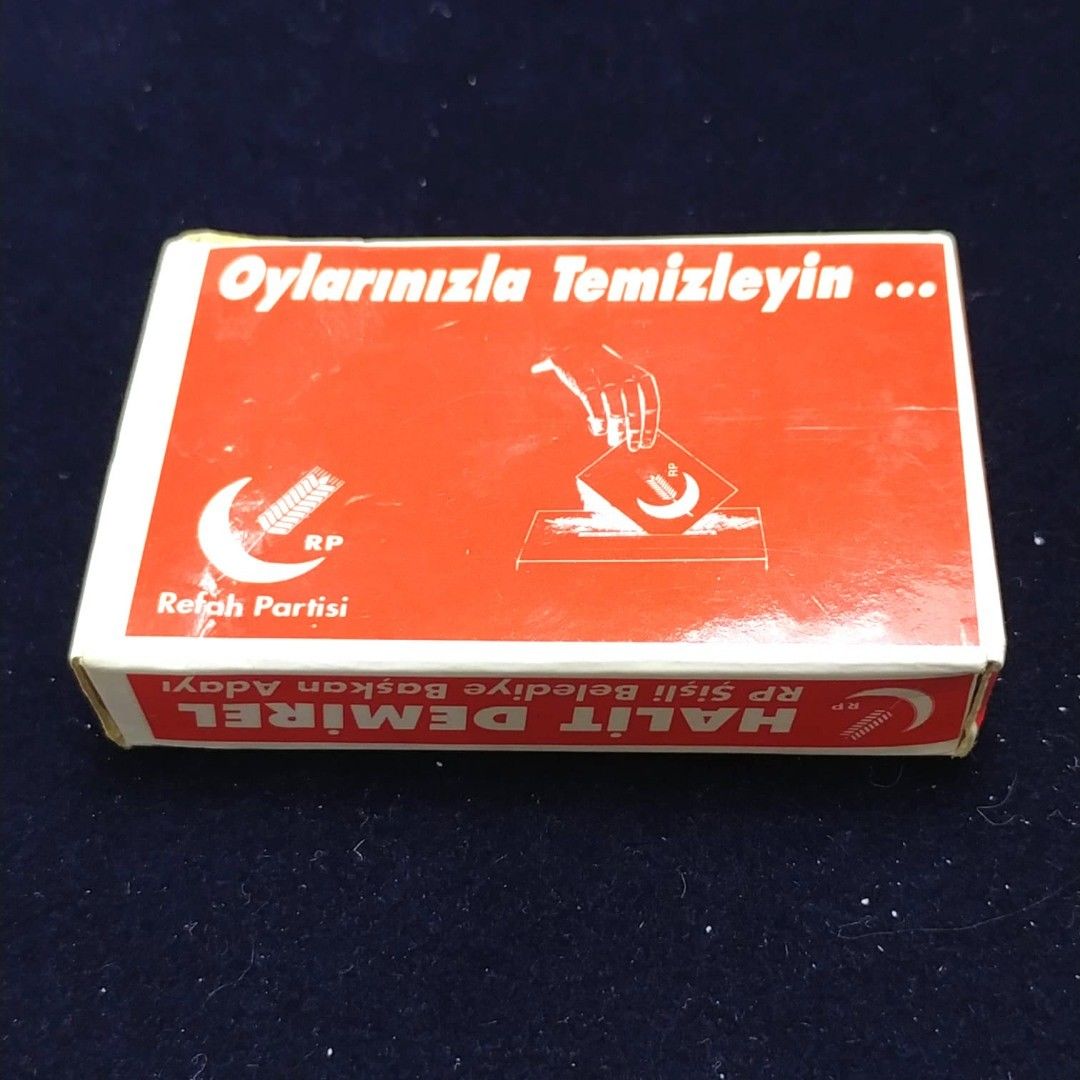 Oylarınızla Temizleyin ...
RP
RP
Refah Partisi
HALİT DEMİREL
RP Şişli Belediye Başkan Adayı
RP